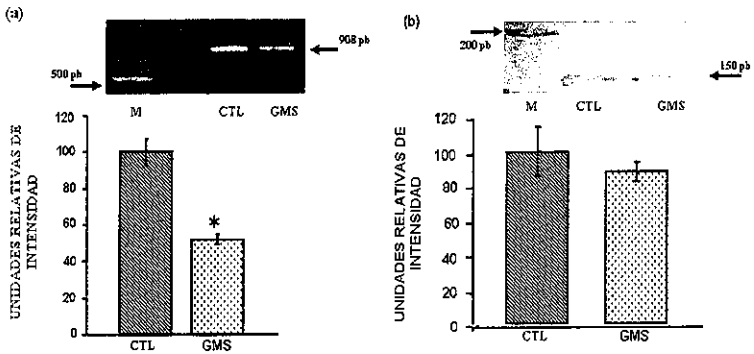 (a)
500 pb
908 pb
M CTL GMS
UNIDADES RELATIVAS DE
INTENSIDAD
120
100
80
60
40
20
0
*
CTL GMS
(b)
200 pb
150 pb
M CTL GMS
UNIDADES RELATIVAS DE
INTENSIDAD
120
100
80
60
40
20
0
CTL GMS